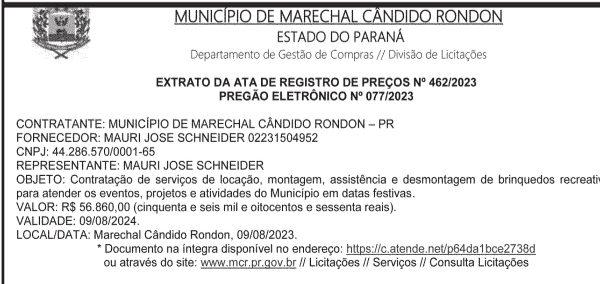 MUNICÍPIO DE MARECHAL CÂNDIDO RONDON
ESTADO DO PARANÁ
Departamento de Gestão de Compras // Divisão de Licitações
EXTRATO DA ATA DE REGISTRO DE PREÇOS Nº 462/2023
PREGÃO ELETRÔNICO Nº 077/2023
CONTRATANTE: MUNICÍPIO DE MARECHAL CÂNDIDO RONDON – PR
FORNECEDOR: MAURI JOSE SCHNEIDER 02231504952
CNPJ: 44.286.570/0001-65
REPRESENTANTE: MAURI JOSE SCHNEIDER
OBJETO: Contratação de serviços de locação, montagem, assistência e desmontagem de brinquedos recreativ
para atender os eventos, projetos e atividades do Município em datas festivas.
VALOR: R$ 56.860,00 (cinquenta e seis mil e oitocentos e sessenta reais).
VALIDADE: 09/08/2024.
LOCAL/DATA: Marechal Cândido Rondon, 09/08/2023.
* Documento na íntegra disponível no endereço: https://c.atende.net/p64da1bce2738d
ou através do site: www.mcr.pr.gov.br // Licitações // Serviços // Consulta Licitações